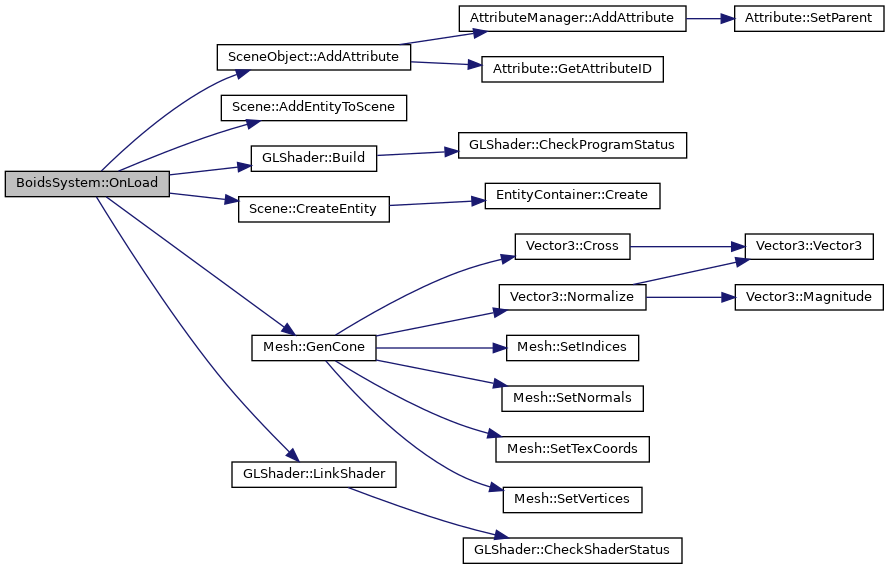 AttributeManager::AddAttribute
Attribute::SetParent
SceneObject::AddAttribute
Attribute::GetAttributeID
Scene::AddEntityToScene
GLShader::Build
GLShader::CheckProgramStatus
BoidsSystem::OnLoad
Scene::CreateEntity
EntityContainer::Create
Vector3::Cross
Vector3::Vector3
Vector3::Normalize
Vector3::Magnitude
Mesh::GenCone
Mesh::SetIndices
Mesh::SetNormals
Mesh::SetTexCoords
GLShader::LinkShader
Mesh::SetVertices
GLShader::CheckShaderStatus